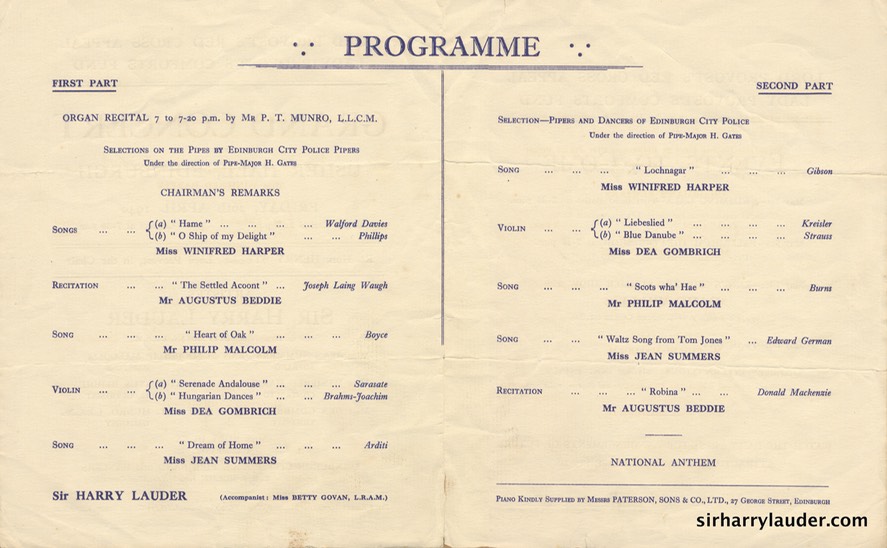 PROGRAMME
FIRST PART
ORGAN RECITAL 7 to 7-20 p.m. by Mr P. T. MUNRO, L.L.C.M.
Selections on the Pipes by Edinburgh City Police Pipers
Under the direction of Pipe-Major H. Gates
CHAIRMAN'S REMARKS
Songs ... ... (a) " Hame " ... ... ... ... Walford Davies
(b) " O Ship of my Delight " ... ... Phillips
Miss WINIFRED HARPER
Recitation ... ... " The Settled Acoont " ... Joseph Laing Waugh
Mr AUGUSTUS BEDDIE
Song ... ... ... " Heart of Oak " ... ... ... Boyce
Mr PHILIP MALCOLM
Violin ... ... (a) " Serenade Andalouse " ... ... Sarasate
(b) " Hungarian Dances " ... ... Brahms-Joachim
Miss DEA GOMBRICH
Song ... ... ... " Dream of Home " ... ... ... Arditi
Miss JEAN SUMMERS
Sir HARRY LAUDER (Accompanist : Miss BETTY GOVAN, L.R.A.M.)
SECOND PART
Selection—Pipers and Dancers of Edinburgh City Police
Under the direction of Pipe-Major H. Gates
Song ... ... ... " Lochnagar " ... ... ... Gibson
Miss WINIFRED HARPER
Violin ... ... (a) " Liebeslied " ... ... ... Kreisler
(b) " Blue Danube " ... ... ... Strauss
Miss DEA GOMBRICH
Song ... ... ... " Scots wha' Hae " ... ... ... Burns
Mr PHILIP MALCOLM
Song ... ... " Waltz Song from Tom Jones " ... Edward German
Miss JEAN SUMMERS
Recitation ... ... ... " Robina " ... ... Donald Mackenzie
Mr AUGUSTUS BEDDIE
NATIONAL ANTHEM
Piano Kindly Supplied by Messrs PATERSON, SONS & CO., LTD., 27 George Street, Edinburgh
sirharrylauder.com